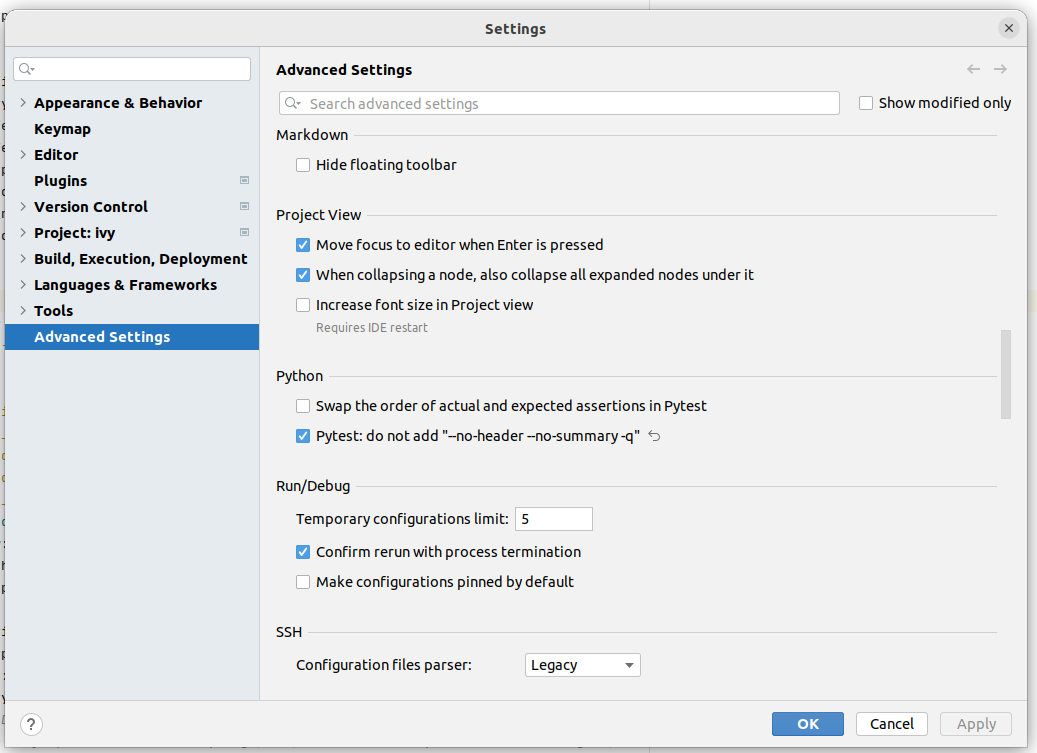 Settings
Advanced Settings
Search advanced settings
Show modified only
Appearance & Behavior
Keymap
Editor
Plugins
Version Control
Project: ivy
Build, Execution, Deployment
Languages & Frameworks
Tools
Advanced Settings
Markdown
Hide floating toolbar
Project View
Move focus to editor when Enter is pressed
When collapsing a node, also collapse all expanded nodes under it
Increase font size in Project view
Requires IDE restart
Python
Swap the order of actual and expected assertions in Pytest
Pytest: do not add "--no-header --no-summary -q"
Run/Debug
Temporary configurations limit: 5
Confirm rerun with process termination
Make configurations pinned by default
SSH
Configuration files parser: Legacy
?
OK Cancel Apply